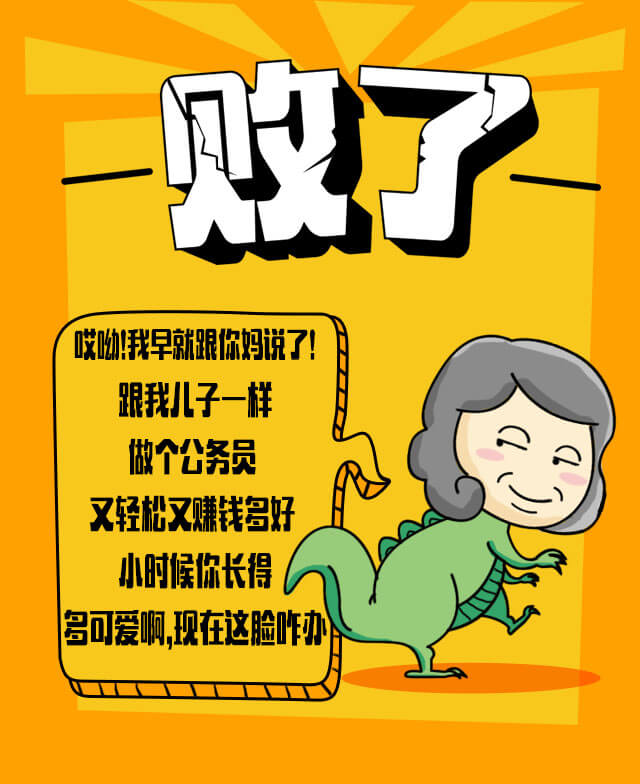 败了
哎呦!我早就跟你妈说了!
跟我儿子一样
做个公务员
又轻松又赚钱多好
小时候你长得
多可爱啊,现在这脸咋办